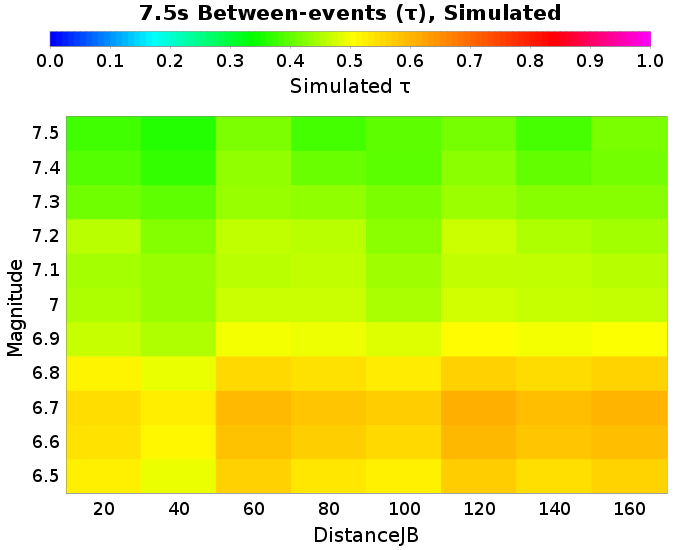 7.5s Between-events (τ), Simulated
0.0 0.1 0.2 0.3 0.4 0.5 0.6 0.7 0.8 0.9 1.0
Simulated τ
Magnitude
7.5
7.4
7.3
7.2
7.1
7
6.9
6.8
6.7
6.6
6.5
20 40 60 80 100 120 140 160
DistanceJB